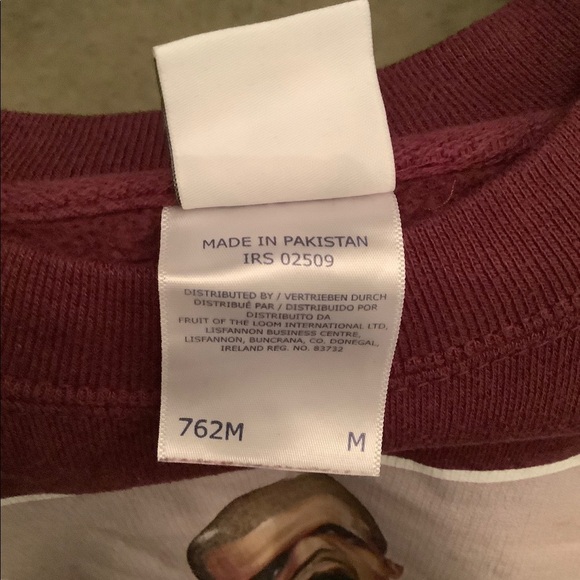 MADE IN PAKISTAN
IRS 02509
DISTRIBUTED BY / VERTRIEBEN DURCH
DISTRIBUÉ PAR / DISTRIBUIDO POR
DISTRIBUITO DA
FRUIT OF THE LOOM INTERNATIONAL LTD,
LISFANNON BUSINESS CENTRE,
LISFANNON, BUNCRANA, CO. DONEGAL,
IRELAND REG. NO. 83732
762M M